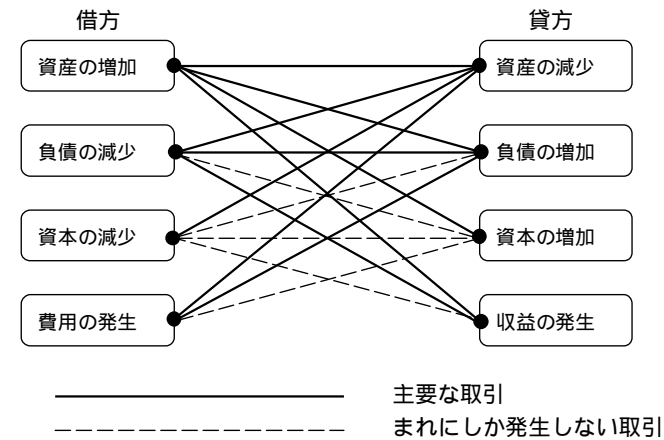 借方 貸方
資産の増加 資産の減少
負債の減少 負債の増加
資本の減少 資本の増加
費用の発生 収益の発生
主要な取引
まれにしか発生しない取引